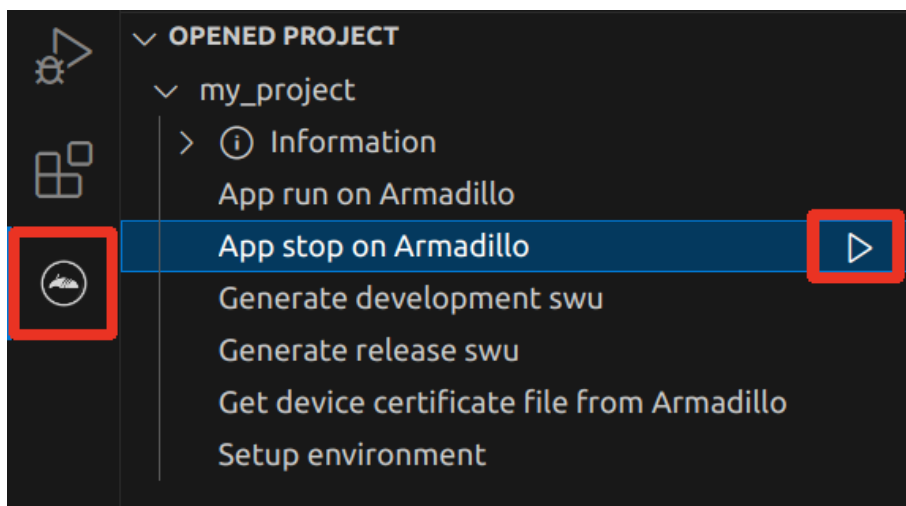 OPENED PROJECT
my_project
Information
App run on Armadillo
App stop on Armadillo
Generate development swu
Generate release swu
Get device certificate file from Armadillo
Setup environment